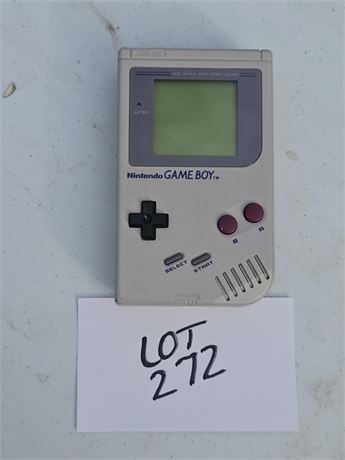 DOT MATRIX WITH STEREO SOUND
BATTERY
Nintendo GAME BOY™
B A
SELECT START
LOT
272